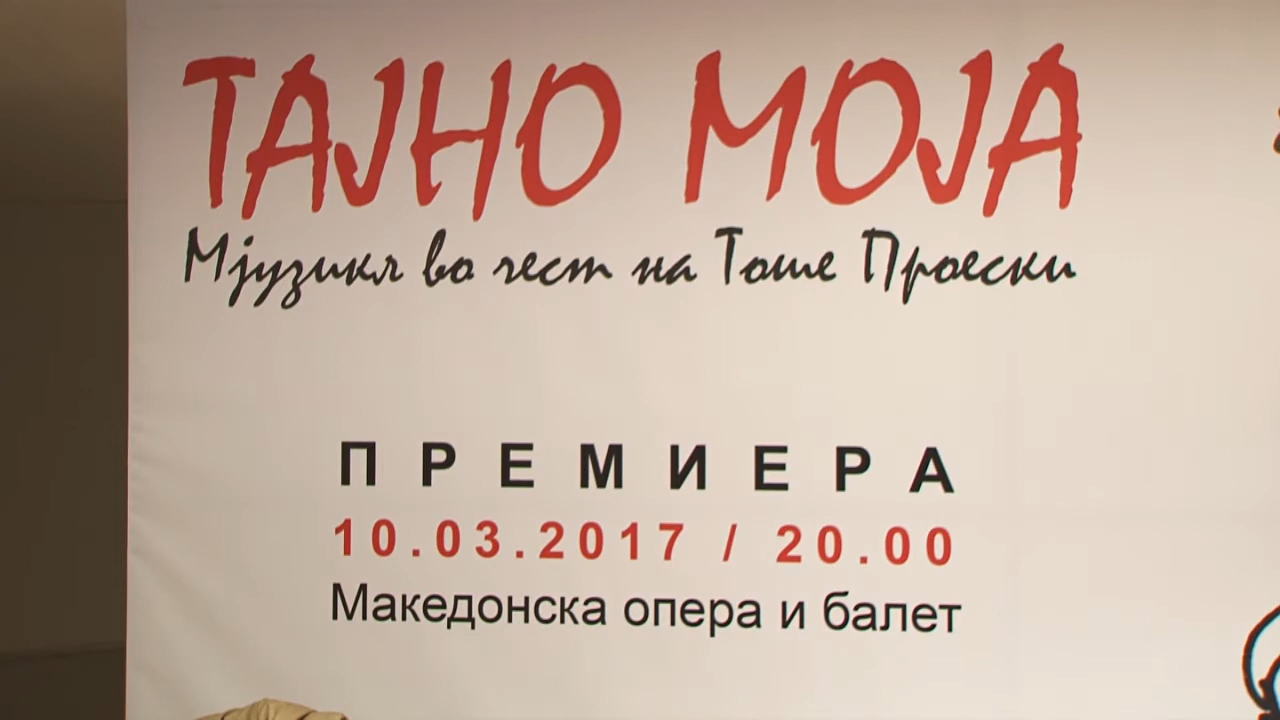 ТАЈНО МОЈА
Мјузикл во чест на Тоше Проески
ПРЕМИЕРА
10.03.2017 / 20.00
Македонска опера и балет